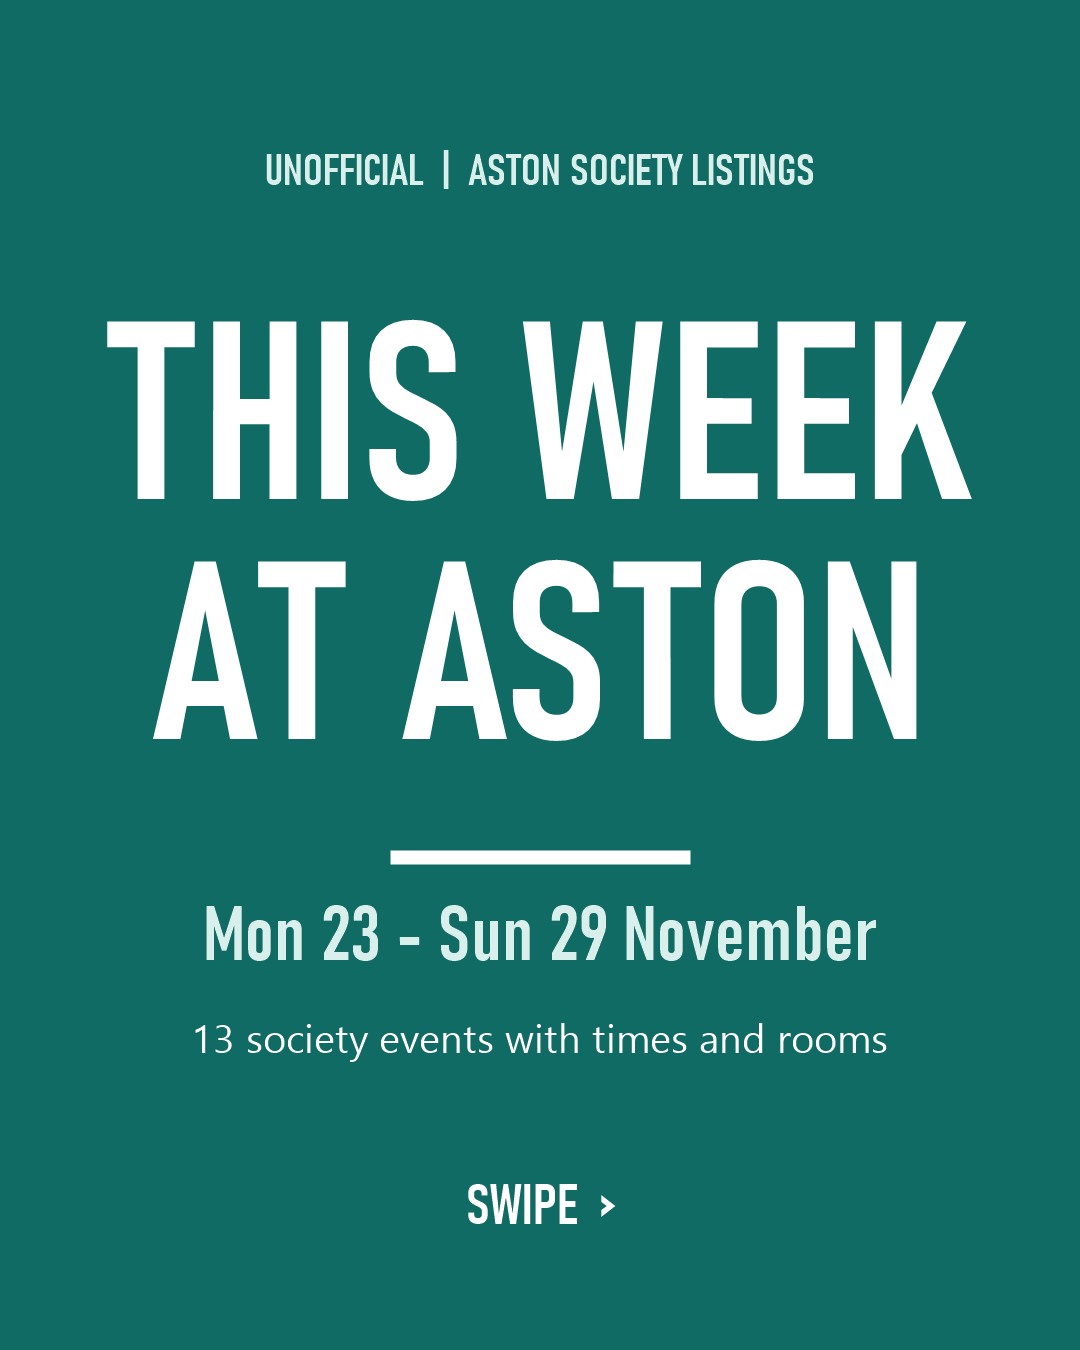 UNOFFICIAL | ASTON SOCIETY LISTINGS
THIS WEEK
AT ASTON
Mon 23 - Sun 29 November
13 society events with times and rooms
SWIPE >